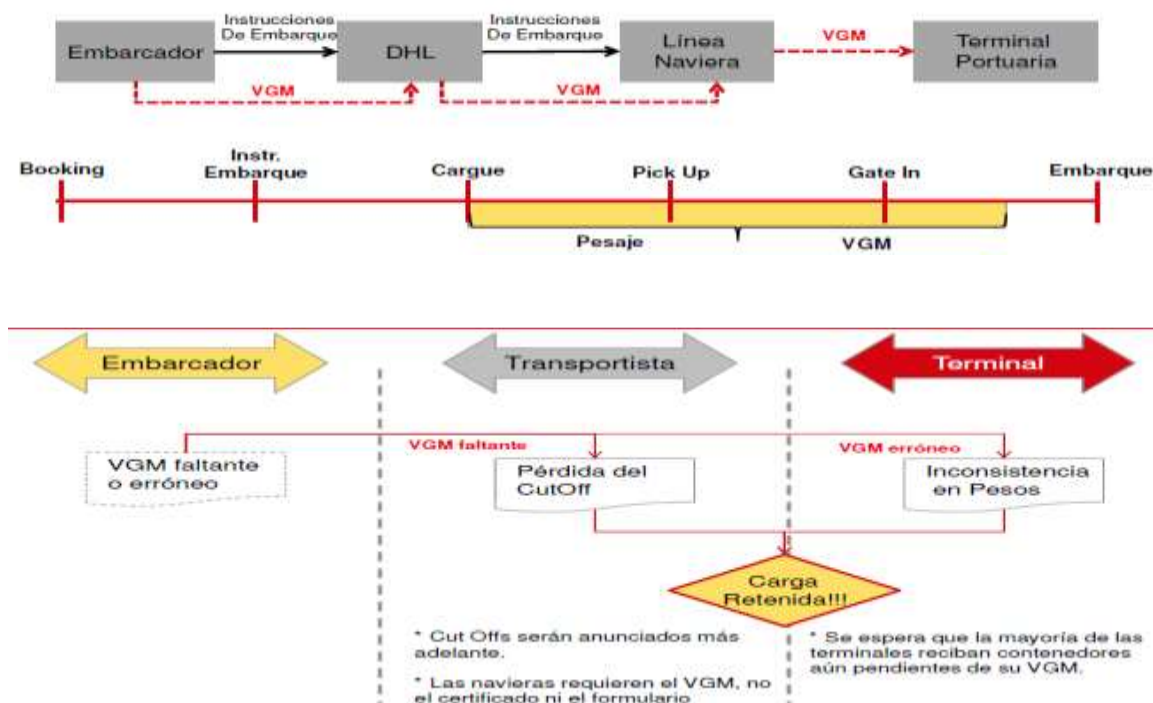 Instrucciones
De Embarque
Instrucciones
De Embarque
Embarcador
DHL
Línea
Naviera
VGM
Terminal
Portuaria
VGM
VGM
Booking
Instr.
Embarque
Cargue
Pick Up
Gate In
Embarque
Pesaje
VGM
Embarcador
Transportista
Terminal
VGM faltante
o erróneo
VGM faltante
Pérdida del
CutOff
VGM erróneo
Inconsistencia
en Pesos
Carga
Retenida!!!
* Cut Offs serán anunciados más
adelante.
* Las navieras requieren el VGM, no
el certificado ni el formulario
* Se espera que la mayoría de las
terminales reciban contenedores
aún pendientes de su VGM.